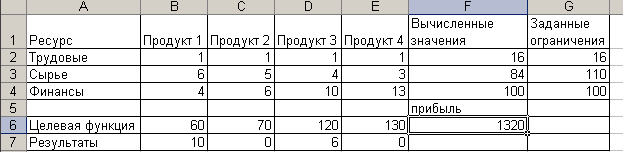 A B C D E F G
1 Ресурс Продукт 1 Продукт 2 Продукт 3 Продукт 4 Вычисленные значения Заданные ограничения
2 Трудовые 1 1 1 1 16 16
3 Сырье 6 5 4 3 84 110
4 Финансы 4 6 10 13 100 100
5 прибыль
6 Целевая функция 60 70 120 130 1320
7 Результаты 10 0 6 0